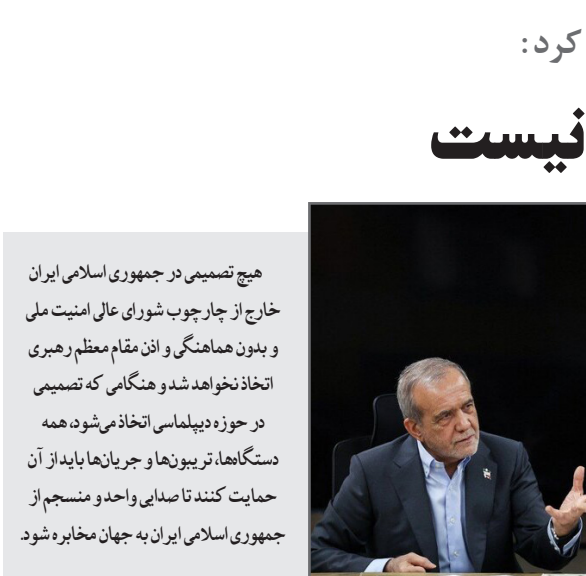 کرد:
نیست
هیچ تصمیمی در جمهوری اسلامی ایران
خارج از چارچوب شورای عالی امنیت ملی
و بدون هماهنگی و اذن مقام معظم رهبری
اتخاذ نخواهد شد و هنگامی که تصمیمی
در حوزه دیپلماسی اتخاذ می‌شود، همه
دستگاه‌ها، تریبون‌ها و جریان‌ها باید از آن
حمایت کنند تا صدایی واحد و منسجم از
جمهوری اسلامی ایران به جهان مخابره شود.